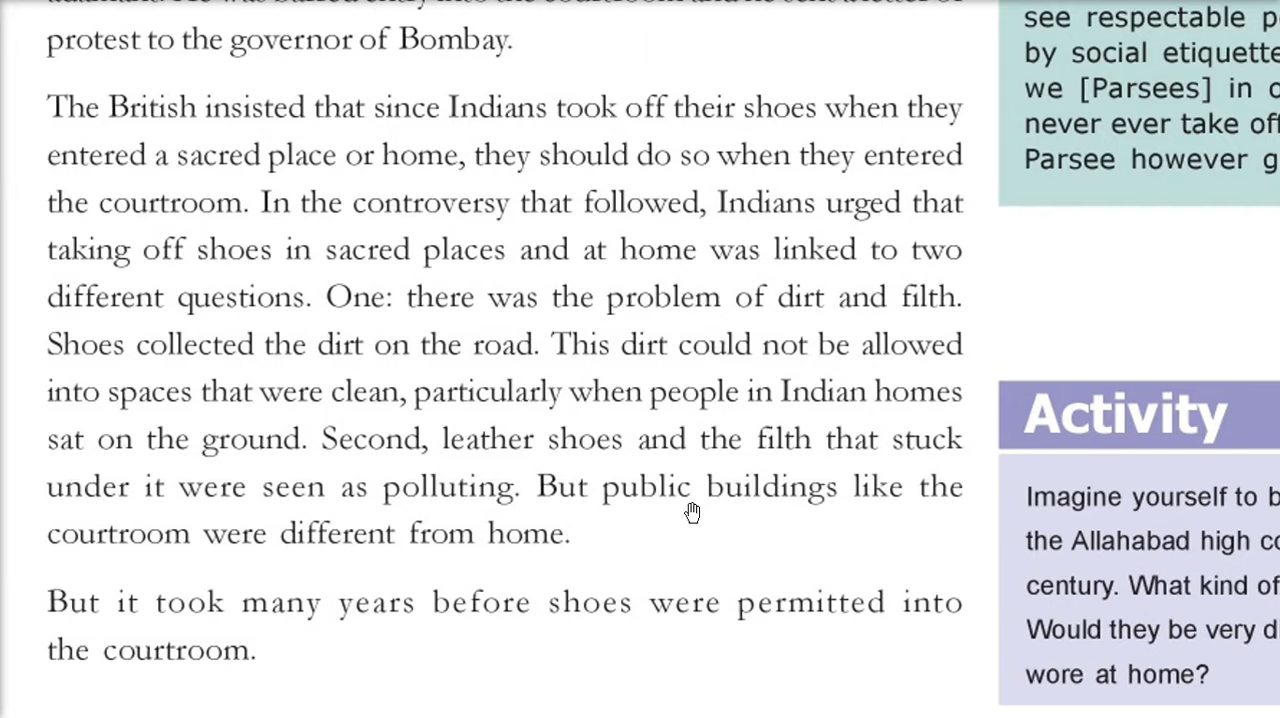 protest to the governor of Bombay.
The British insisted that since Indians took off their shoes when they
entered a sacred place or home, they should do so when they entered
the courtroom. In the controversy that followed, Indians urged that
taking off shoes in sacred places and at home was linked to two
different questions. One: there was the problem of dirt and filth.
Shoes collected the dirt on the road. This dirt could not be allowed
into spaces that were clean, particularly when people in Indian homes
sat on the ground. Second, leather shoes and the filth that stuck
under it were seen as polluting. But public buildings like the
courtroom were different from home.
But it took many years before shoes were permitted into
the courtroom.
see respectable
by social etiquette
we [Parsees] in
never ever take off
Parsee however
Activity
Imagine yourself to
the Allahabad high
century. What kind of
Would they be very
wore at home?